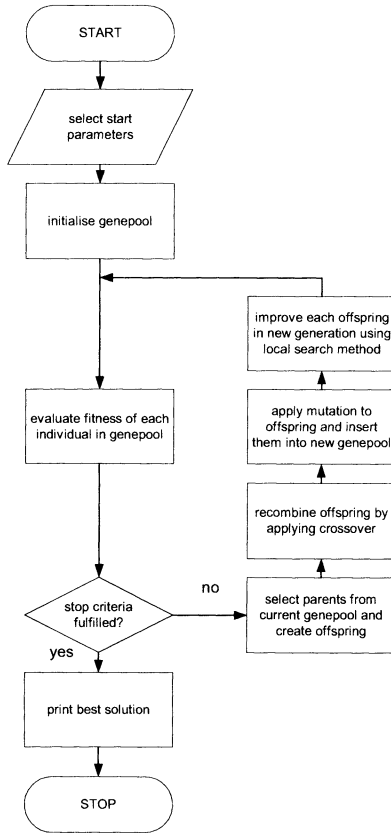 START
select start
parameters
initialise genepool
improve each offspring
in new generation using
local search method
evaluate fitness of each
individual in genepool
apply mutation to
offspring and insert
them into new genepool
recombine offspring by
applying crossover
stop criteria
fulfilled?
no
select parents from
current genepool and
create offspring
yes
print best solution
STOP